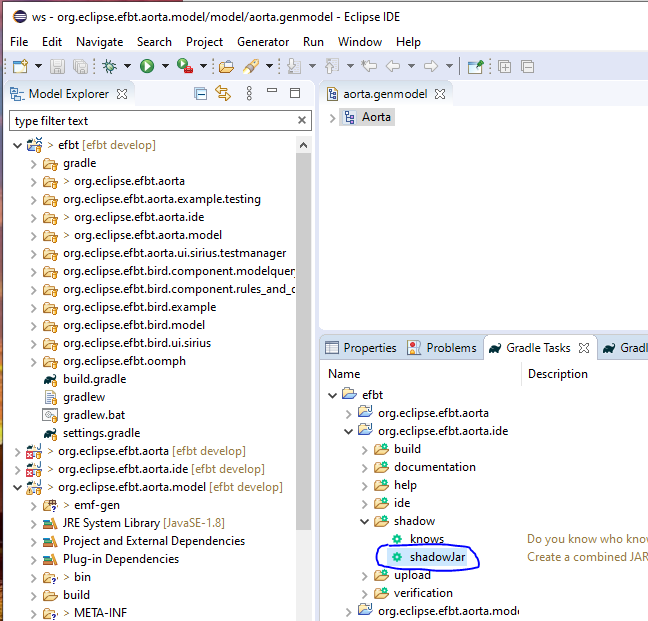 ws - org.eclipse.efbt.aorta.model/model/aorta.genmodel - Eclipse IDE
File Edit Navigate Search Project Generator Run Window Help
Model Explorer
type filter text
> efbt [efbt develop]
gradle
> org.eclipse.efbt.aorta
org.eclipse.efbt.aorta.example.testing
> org.eclipse.efbt.aorta.ide
> org.eclipse.efbt.aorta.model
org.eclipse.efbt.aorta.ui.sirius.testmanager
org.eclipse.efbt.bird.component.modelquery
org.eclipse.efbt.bird.component.rules_and_c
org.eclipse.efbt.bird.example
org.eclipse.efbt.bird.model
org.eclipse.efbt.bird.ui.sirius
org.eclipse.efbt.oomph
build.gradle
gradlew
gradlew.bat
settings.gradle
> org.eclipse.efbt.aorta [efbt develop]
> org.eclipse.efbt.aorta.ide [efbt develop]
> org.eclipse.efbt.aorta.model [efbt develop]
> emf-gen
JRE System Library [JavaSE-1.8]
Project and External Dependencies
Plug-in Dependencies
> bin
build
> META-INF
aorta.genmodel
Aorta
Properties Problems Gradle Tasks Gradl
Name Description
efbt
org.eclipse.efbt.aorta
org.eclipse.efbt.aorta.ide
build
documentation
help
ide
shadow
knows Do you know who know
shadowJar Create a combined JAR
upload
verification
org.eclipse.efbt.aorta.mode